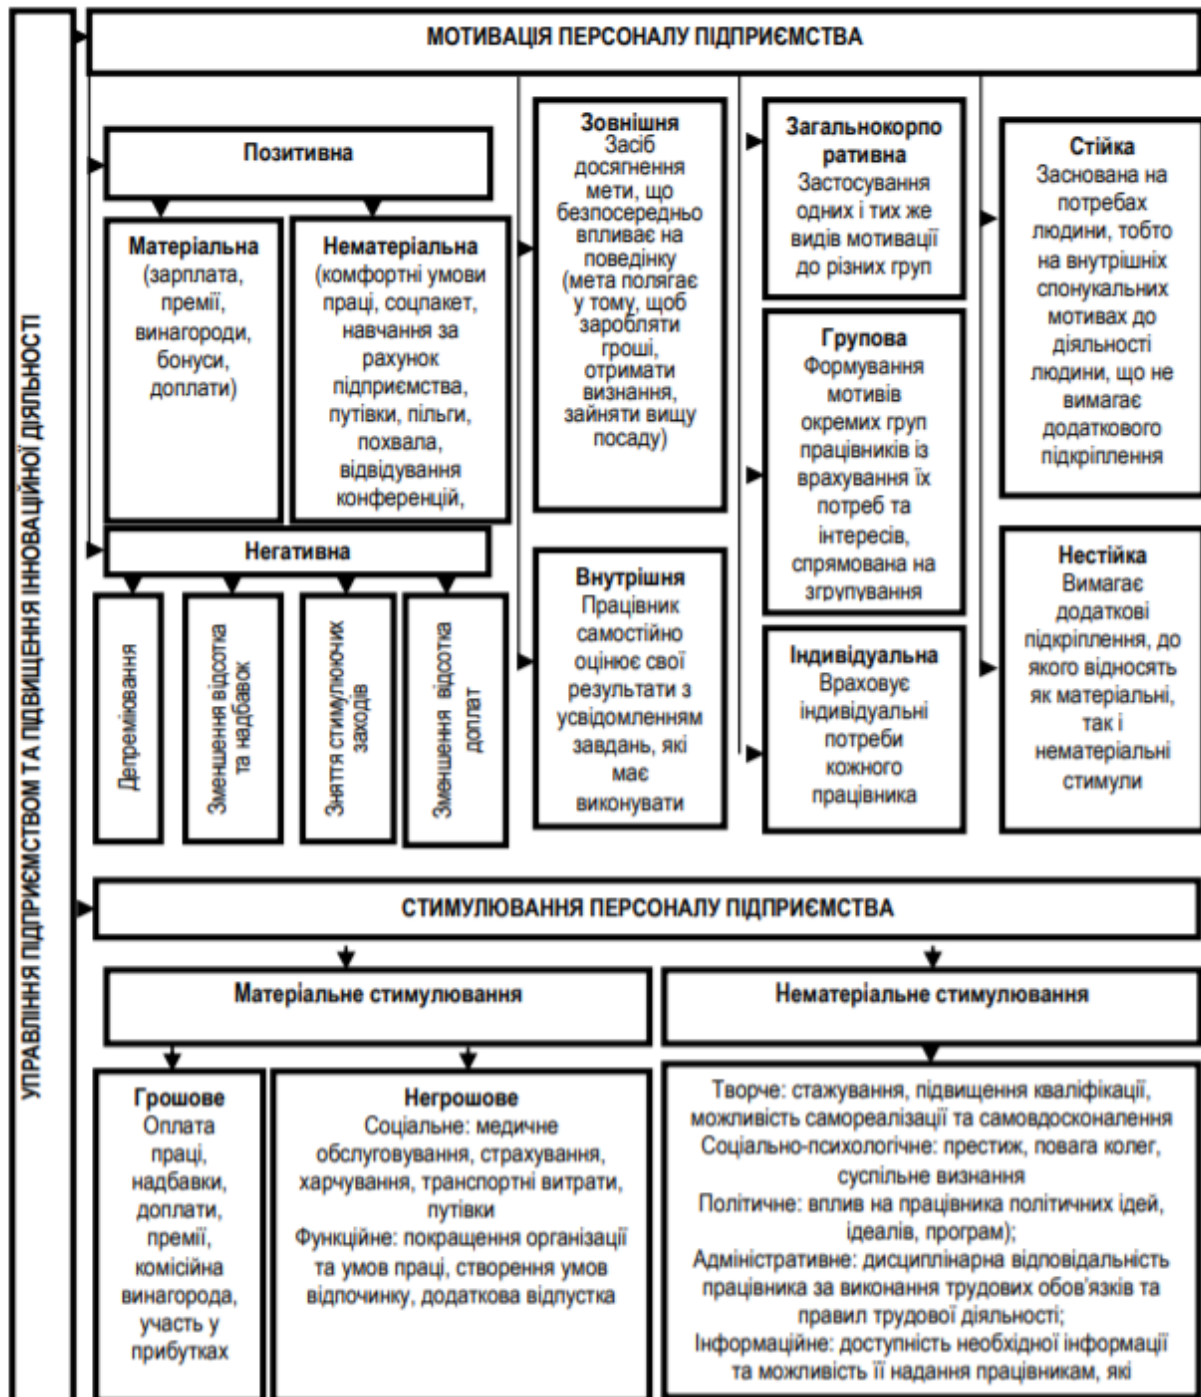 УПРАВЛІННЯ ПІДПРИЄМСТВОМ ТА ПІДВИЩЕННЯ ІННОВАЦІЙНОЇ ДІЯЛЬНОСТІ
МОТИВАЦІЯ ПЕРСОНАЛУ ПІДПРИЄМСТВА
Позитивна
Матеріальна
(зарплата,
премії,
винагороди,
бонуси,
доплати)
Нематеріальна
(комфортні умови
праці, соцпакет,
навчання за
рахунок
підприємства,
путівки, пільги,
похвала,
відвідування
конференцій,
Негативна
Депреміювання
Зменшення відсотка
та надбавок
Зняття стимулюючих
заходів
Зменшення відсотка
доплат
Зовнішня
Засіб
досягнення
мети, що
безпосередньо
впливає на
поведінку
(мета полягає
у тому, щоб
заробляти
гроші,
отримати
визнання,
зайняти вищу
посаду)
Внутрішня
Працівник
самостійно
оцінює свої
результати з
усвідомленням
завдань, які
має
виконувати
Загальнокорпо
ративна
Застосування
одних і тих же
видів мотивації
до різних груп
Групова
Формування
мотивів
окремих груп
працівників із
врахування їх
потреб та
інтересів,
спрямована на
згрупування
Індивідуальна
Враховує
індивідуальні
потреби
кожного
працівника
Стійка
Заснована на
потребах
людини, тобто
на внутрішніх
спонукальних
мотивах до
діяльності
людини, що не
вимагає
додаткового
підкріплення
Нестійка
Вимагає
додаткові
підкріплення, до
якого відносять
як матеріальні,
так і
нематеріальні
стимули
СТИМУЛЮВАННЯ ПЕРСОНАЛУ ПІДПРИЄМСТВА
Матеріальне стимулювання
Грошове
Оплата
праці,
надбавки,
доплати,
премії,
комісійна
винагорода,
участь у
прибутках
Негрошове
Соціальне: медичне
обслуговування, страхування,
харчування, транспортні витрати,
путівки
Функційне: покращення організації
та умов праці, створення умов
відпочинку, додаткова відпустка
Нематеріальне стимулювання
Творче: стажування, підвищення кваліфікації,
можливість самореалізації та самовдосконалення
Соціально-психологічне: престиж, повага колег,
суспільне визнання
Політичне: вплив на працівника політичних ідей,
ідеалів, програм);
Адміністративне: дисциплінарна відповідальність
працівника за виконання трудових обов’язків та
правил трудової діяльності;
Інформаційне: доступність необхідної інформації
та можливість її надання працівникам, які